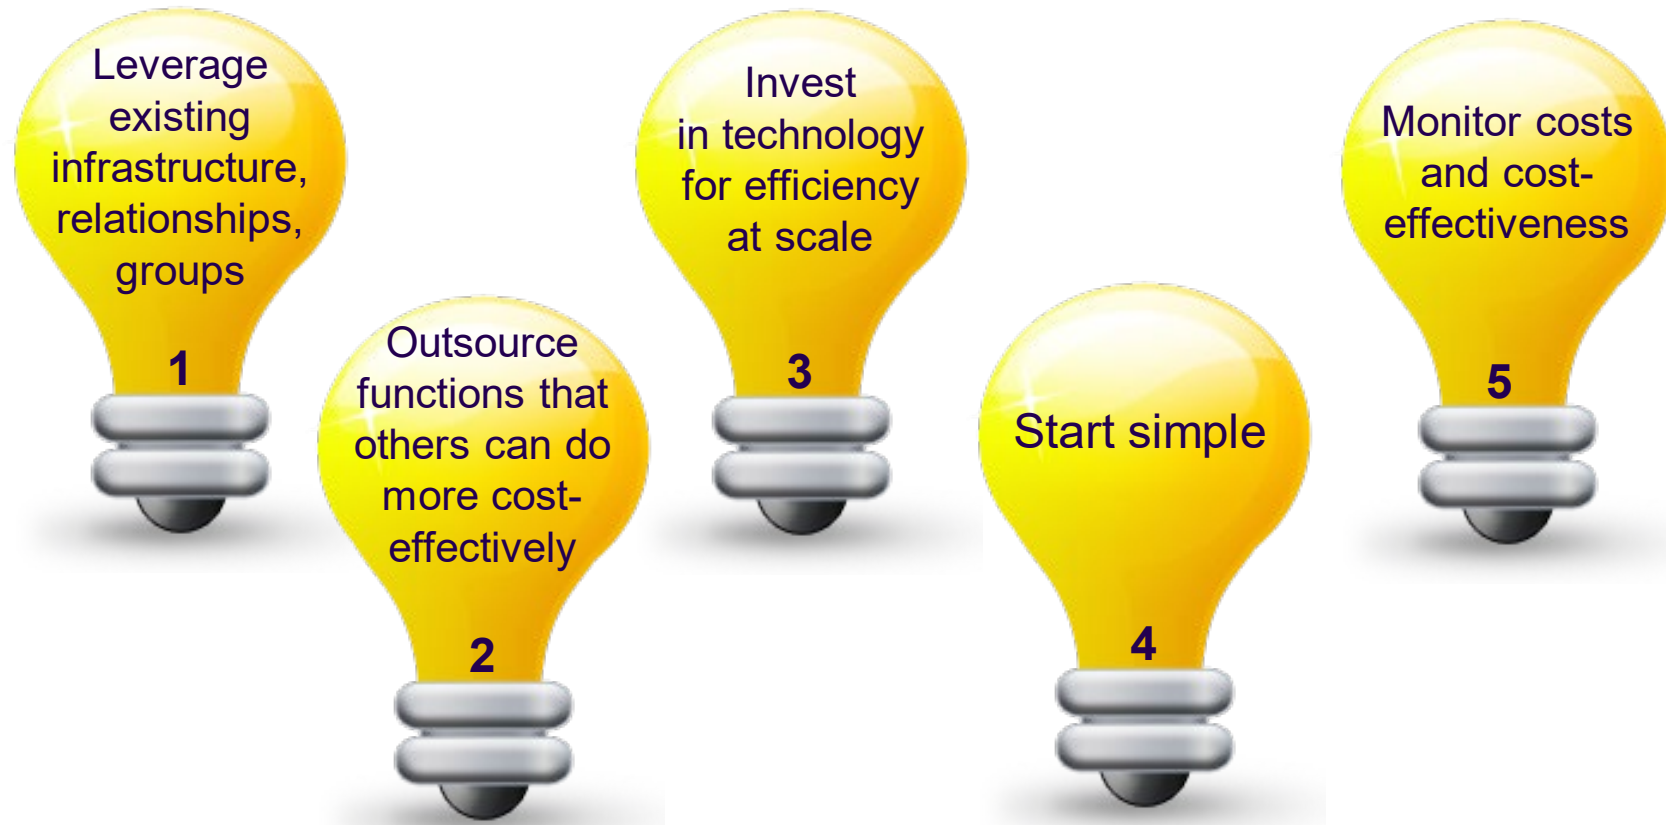 Leverage
existing
infrastructure,
relationships,
groups
1
Outsource
functions that
others can do
more cost-
effectively
2
Invest
in technology
for efficiency
at scale
3
Start simple
4
Monitor costs
and cost-
effectiveness
5